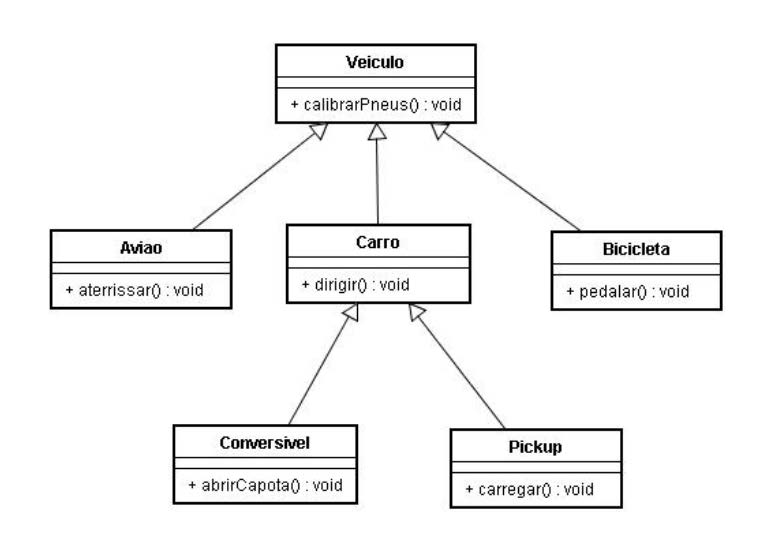 Veiculo
+ calibrarPneus() : void
Aviao
+ aterrissar() : void
Carro
+ dirigir() : void
Bicicleta
+ pedalar() : void
Conversivel
+ abrirCapota() : void
Pickup
+ carregar() : void